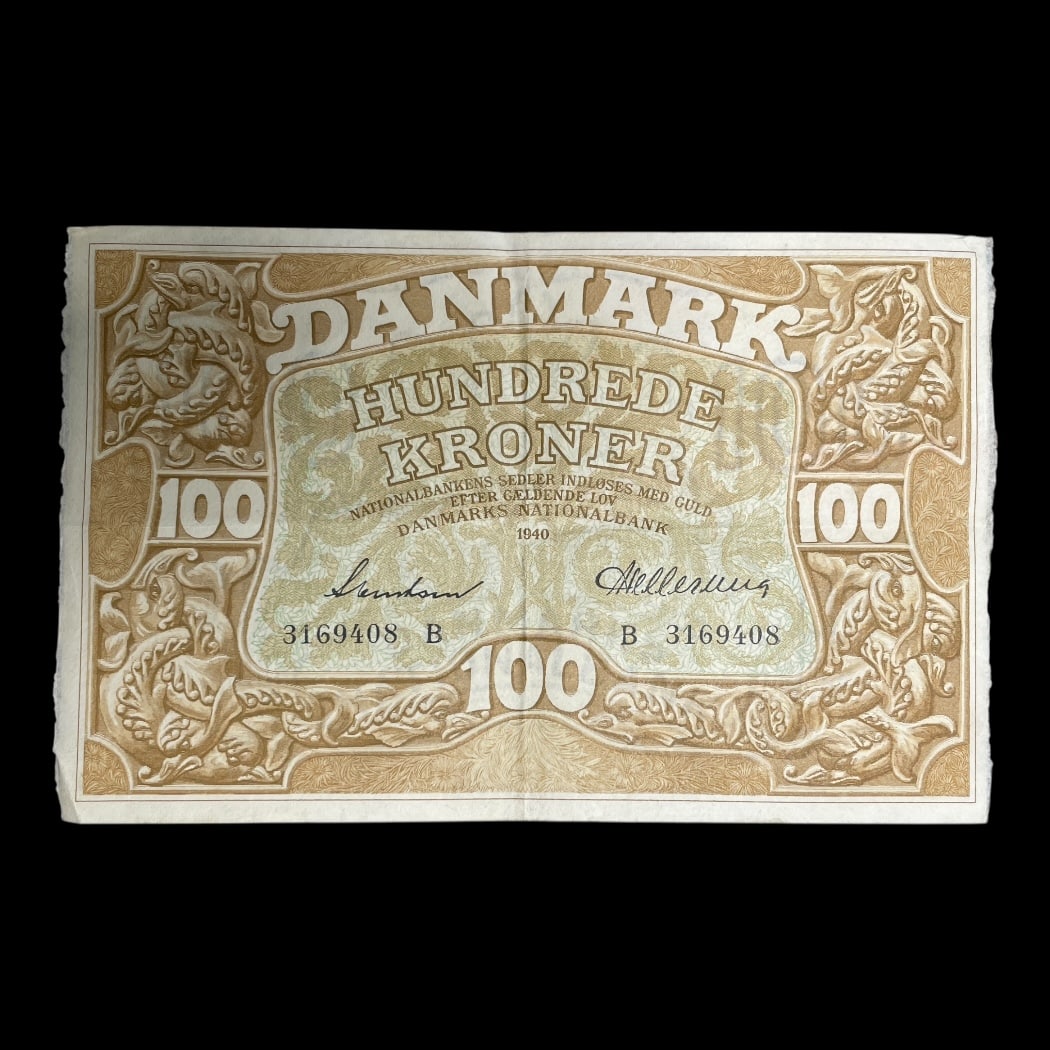 DANMARK
HUNDREDE
KRONER
NATIONALBANKENS SEDLER INDLØSES MED GULD
EFTER GÆLDENDE LOV
DANMARKS NATIONALBANK
1940
100 100
Svendsen
3169408 B B 3169408
100